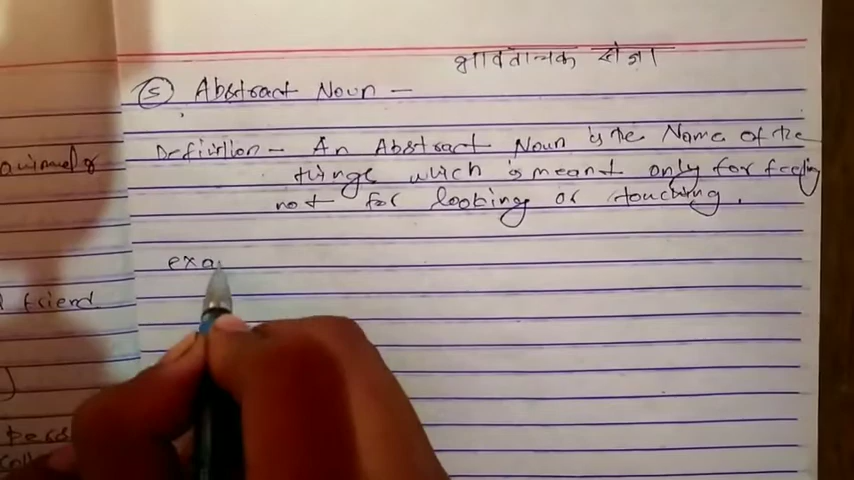 भाववाचक संज्ञा
⑤ Abstract Noun -
Definition - An Abstract Noun is the Name of the
things which is meant only for feeling
not for looking or touching.
exa
animal of
friend